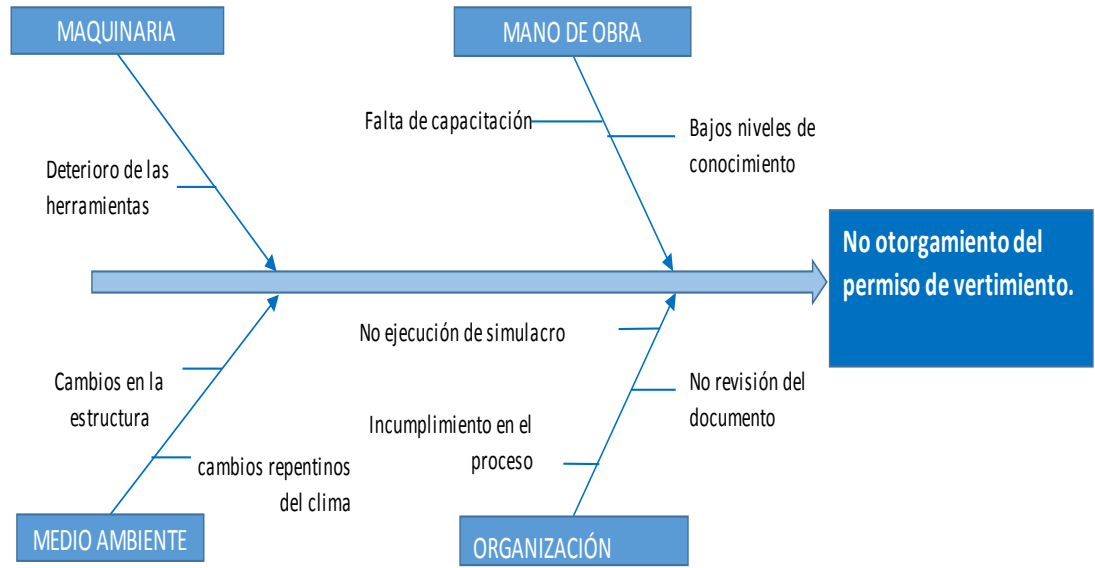 MAQUINARIA
MANO DE OBRA
Falta de capacitación
Bajos niveles de
conocimiento
Deterioro de las
herramientas
No otorgamiento del
permiso de vertimiento.
No ejecución de simulacro
Cambios en la
estructura
No revisión del
documento
Incumplimiento en el
proceso
cambios repentinos
del clima
MEDIO AMBIENTE
ORGANIZACIÓN